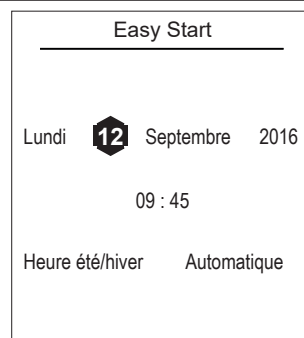 Easy Start
Lundi 12 Septembre 2016
09 : 45
Heure été/hiver Automatique